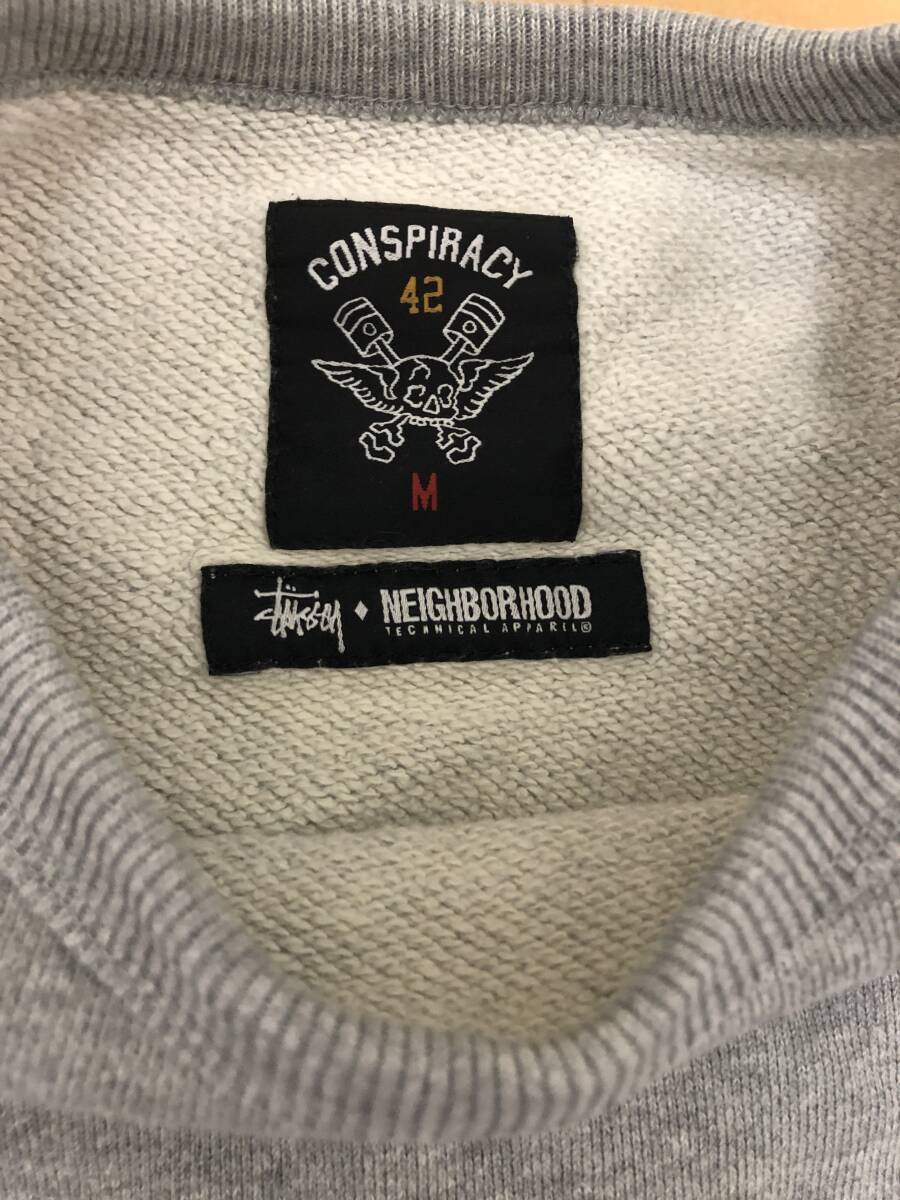 CONSPIRACY
42
M
stüssy ◆ NEIGHBORHOOD
TECHNICAL APPAREL®